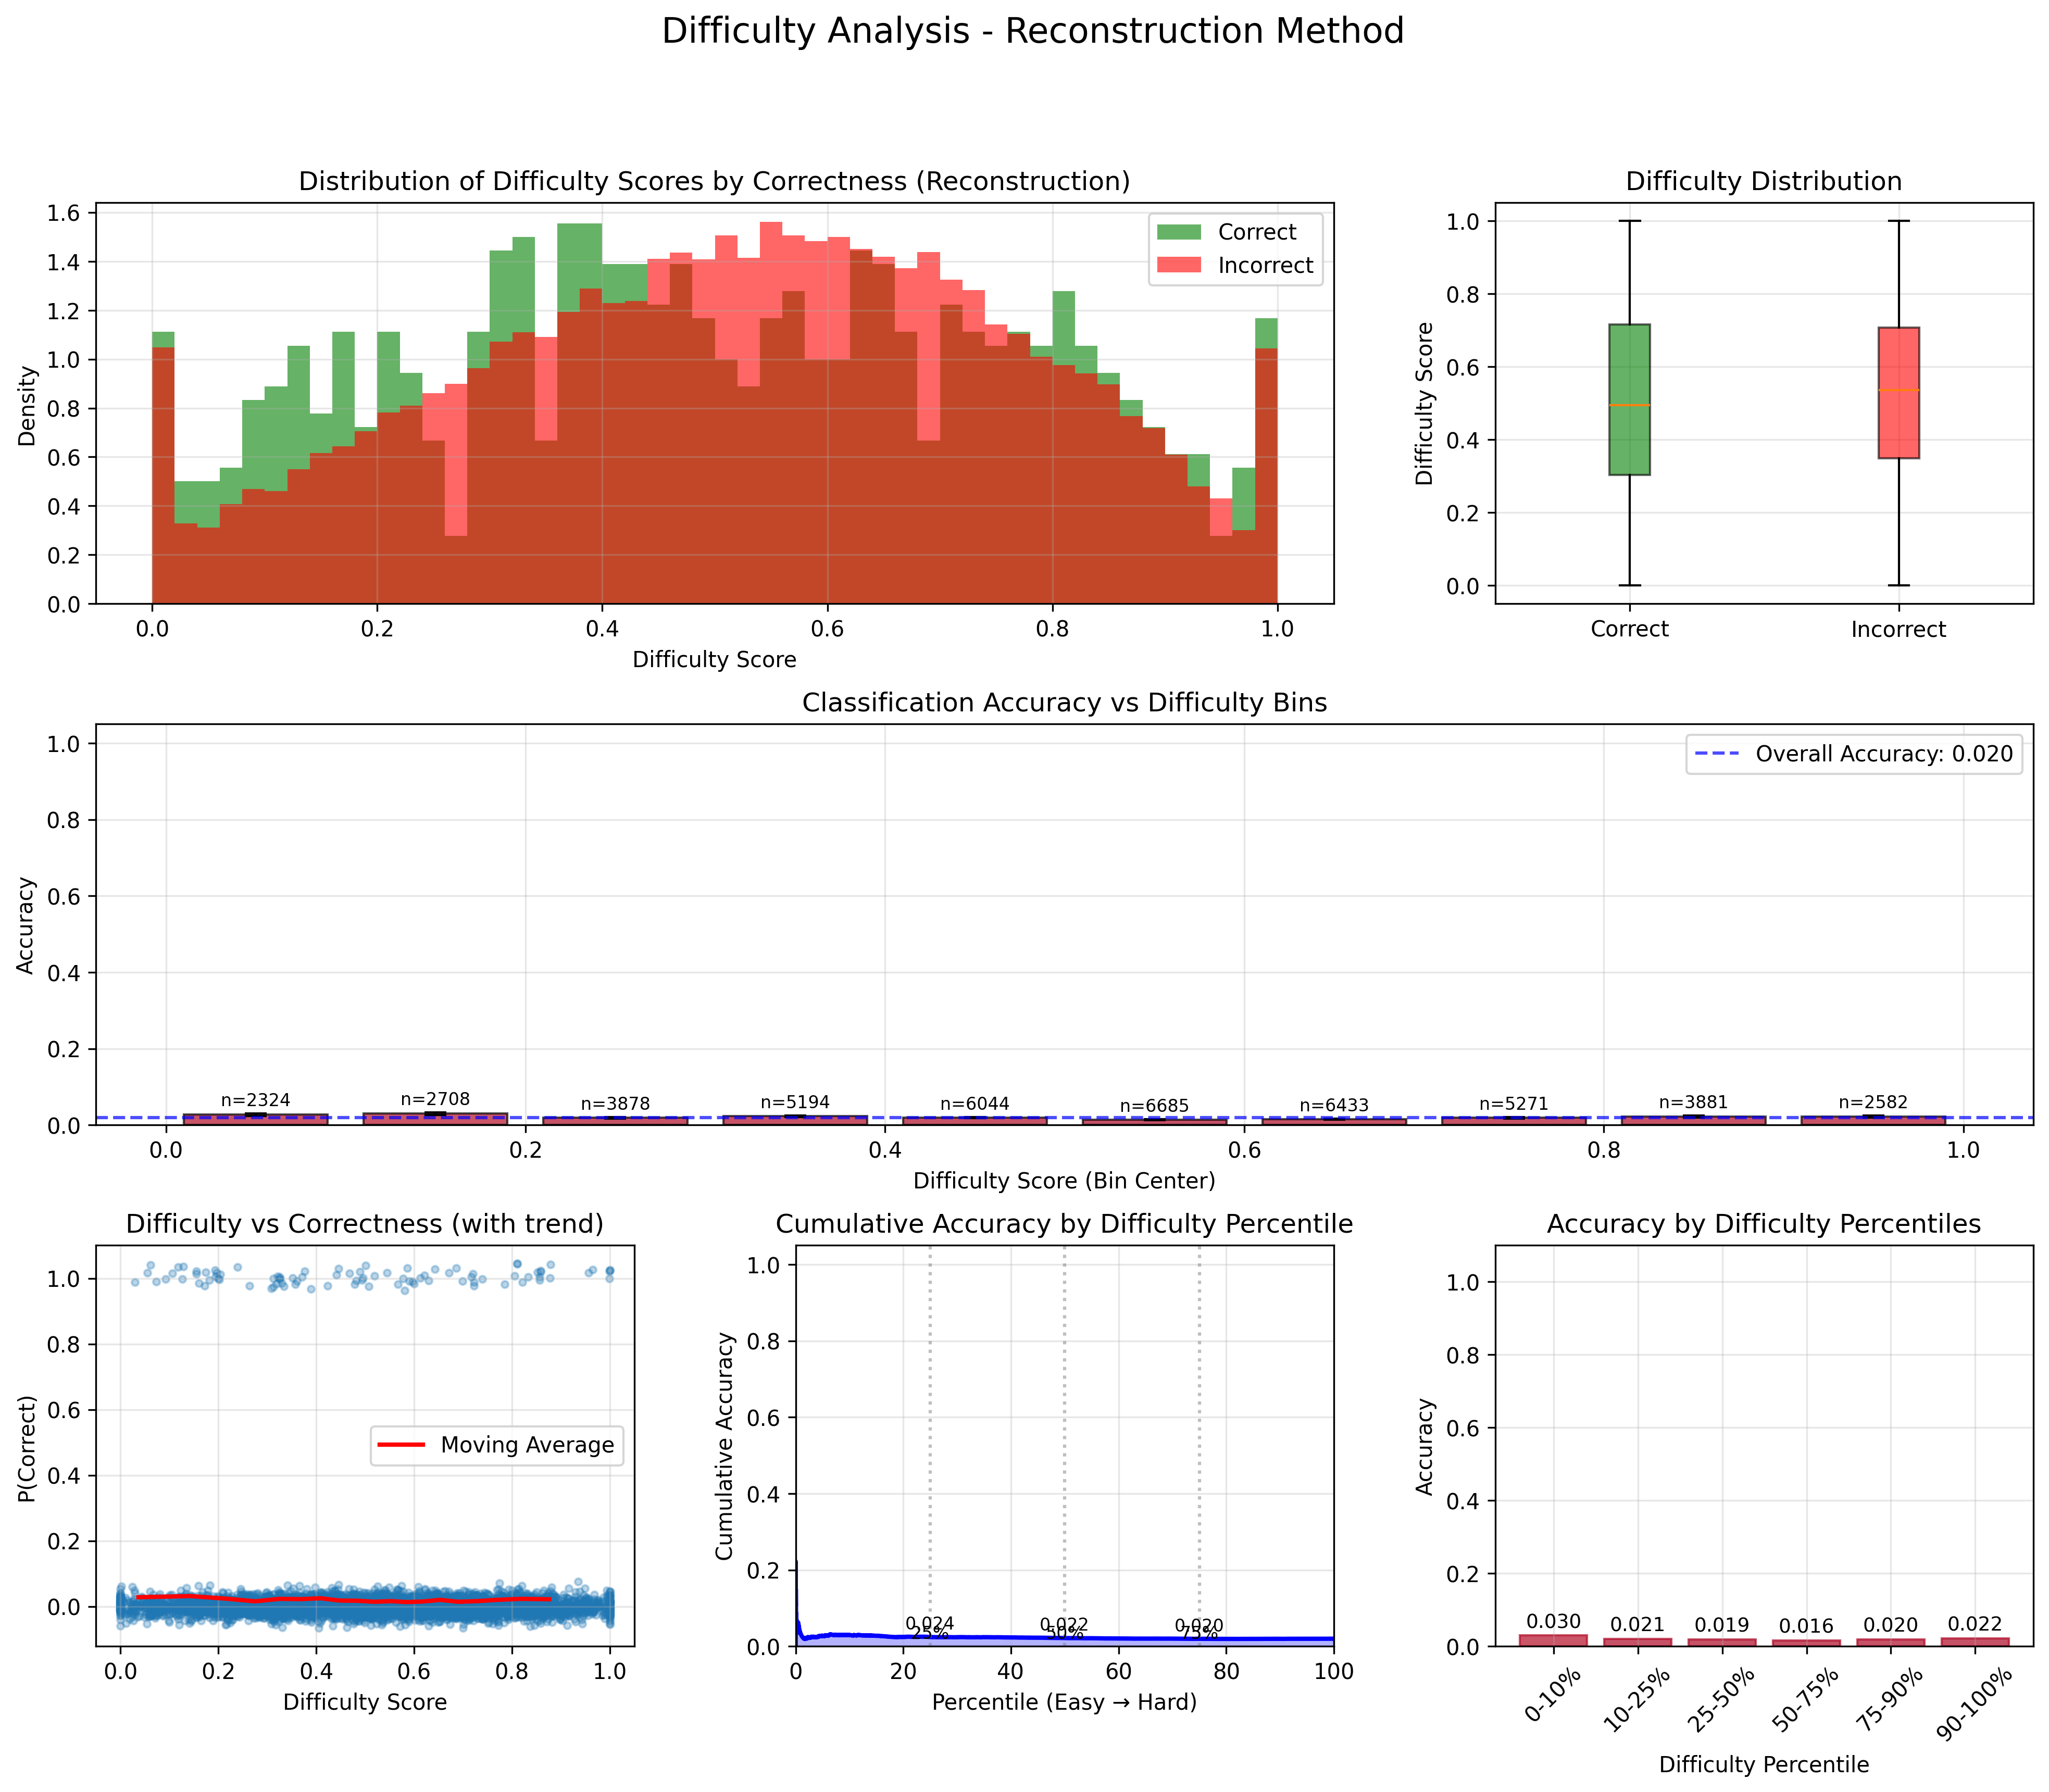 Difficulty Analysis - Reconstruction Method
Distribution of Difficulty Scores by Correctness (Reconstruction)
1.6
1.4
1.2
1.0
0.8
0.6
0.4
0.2
0.0
Density
Correct
Incorrect
0.0 0.2 0.4 0.6 0.8 1.0
Difficulty Score
Difficulty Distribution
1.0
0.8
0.6
0.4
0.2
0.0
Difficulty Score
Correct Incorrect
Classification Accuracy vs Difficulty Bins
1.0
0.8
0.6
0.4
0.2
0.0
Accuracy
Overall Accuracy: 0.020
n=2324 n=2708 n=3878 n=5194 n=6044 n=6685 n=6433 n=5271 n=3881 n=2582
0.0 0.2 0.4 0.6 0.8 1.0
Difficulty Score (Bin Center)
Difficulty vs Correctness (with trend)
1.0
0.8
0.6
0.4
0.2
0.0
P(Correct)
Moving Average
0.0 0.2 0.4 0.6 0.8 1.0
Difficulty Score
Cumulative Accuracy by Difficulty Percentile
1.0
0.8
0.6
0.4
0.2
0.0
Cumulative Accuracy
0.024 0.022 0.020
25% 50% 75%
0 20 40 60 80 100
Percentile (Easy → Hard)
Accuracy by Difficulty Percentiles
1.0
0.8
0.6
0.4
0.2
0.0
Accuracy
0.030 0.021 0.019 0.016 0.020 0.022
0-10% 10-25% 25-50% 50-75% 75-90% 90-100%
Difficulty Percentile